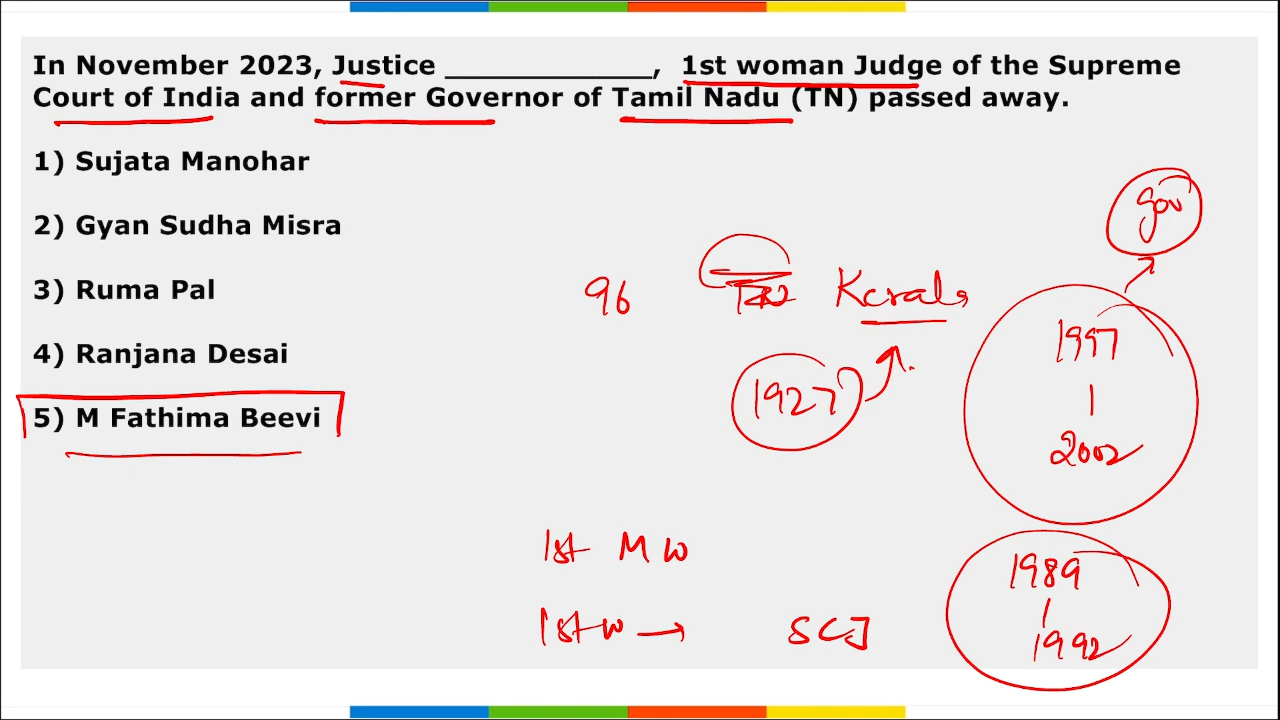 In November 2023, Justice ____________, 1st woman Judge of the Supreme
Court of India and former Governor of Tamil Nadu (TN) passed away.
1) Sujata Manohar
2) Gyan Sudha Misra
3) Ruma Pal
4) Ranjana Desai
5) M Fathima Beevi
Gov
96 Kerala
1997
2002
1927
1st M W
1st W → SCJ
1989
1992